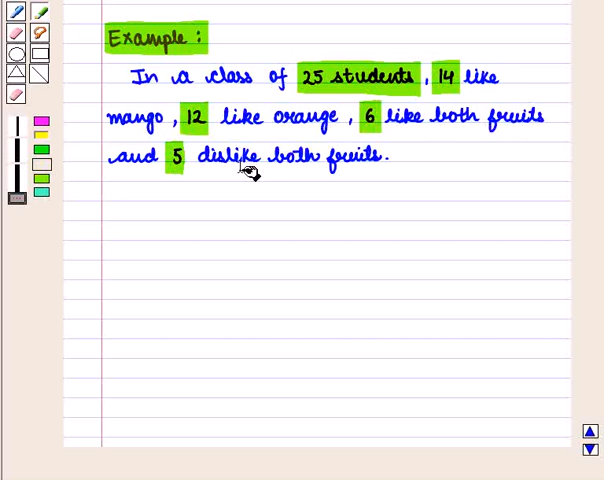 Example :
In a class of 25 students , 14 like
mango , 12 like orange , 6 like both fruits
and 5 dislike both fruits.